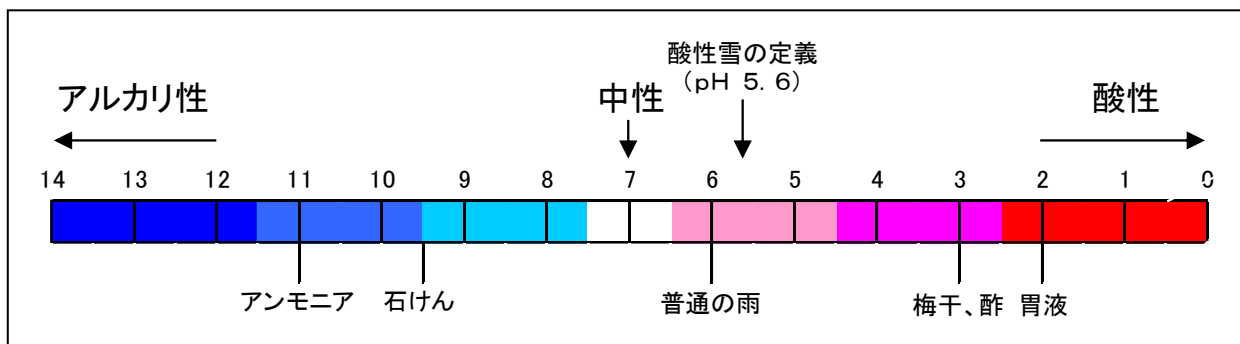 酸性雪の定義
(pH 5.6)
アルカリ性 中性 酸性
14 13 12 11 10 9 8 7 6 5 4 3 2 1 0
アンモニア 石けん 普通の雨 梅干、酢 胃液